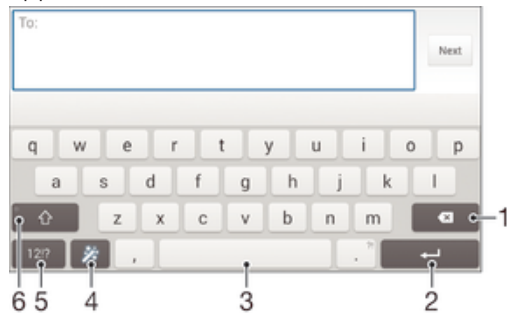 To:
Next
q w e r t y u i o p
a s d f g h j k l
z x c v b n m
1
12!? , . ?!
6 5 4 3 2